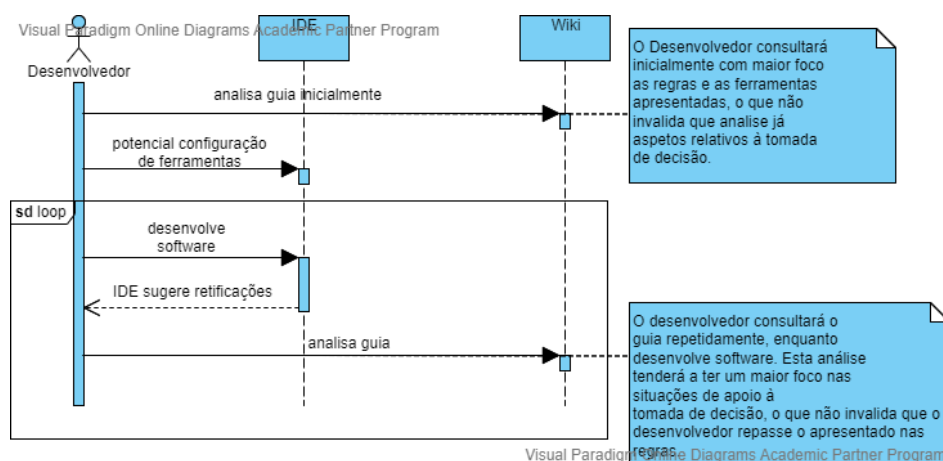 Visual Paradigm Online Diagrams Academic Partner Program
IDE
Wiki
Desenvolvedor
O Desenvolvedor consultará
inicialmente com maior foco
as regras e as ferramentas
apresentadas, o que não
invalida que analise já
aspetos relativos à tomada
de decisão.
analisa guia inicialmente
potencial configuração
de ferramentas
sd loop
desenvolve
software
IDE sugere retificações
analisa guia
O desenvolvedor consultará o
guia repetidamente, enquanto
desenvolve software. Esta análise
tenderá a ter um maior foco nas
situações de apoio à
tomada de decisão, o que não invalida que o
desenvolvedor repasse o apresentado nas
regras.
Visual Paradigm Online Diagrams Academic Partner Program